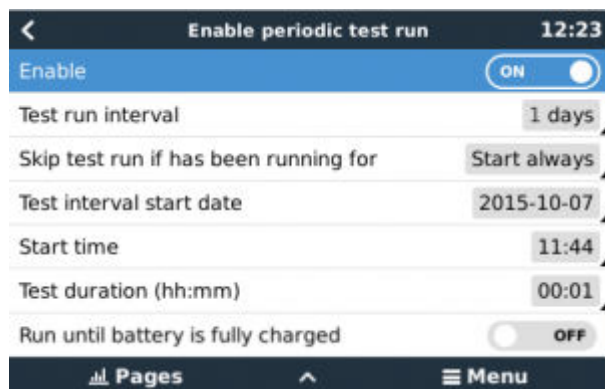 Enable periodic test run 12:23
Enable ON
Test run interval 1 days
Skip test run if has been running for Start always
Test interval start date 2015-10-07
Start time 11:44
Test duration (hh:mm) 00:01
Run until battery is fully charged OFF
Pages Menu